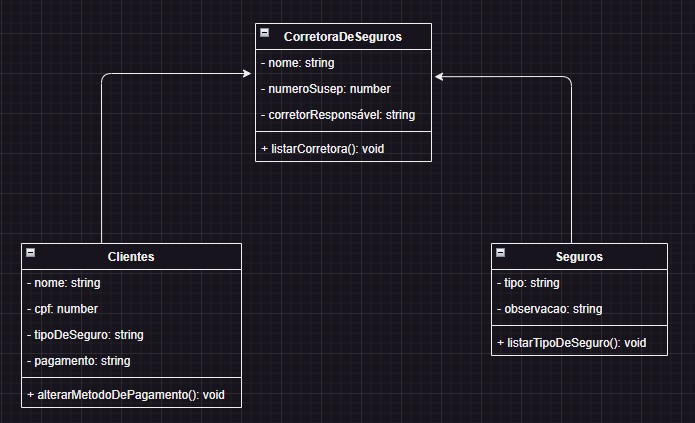 CorretoraDeSeguros
- nome: string
- numeroSusep: number
- corretorResponsável: string
+ listarCorretora(): void
Clientes
- nome: string
- cpf: number
- tipoDeSeguro: string
- pagamento: string
+ alterarMetodoDePagamento(): void
Seguros
- tipo: string
- observacao: string
+ listarTipoDeSeguro(): void